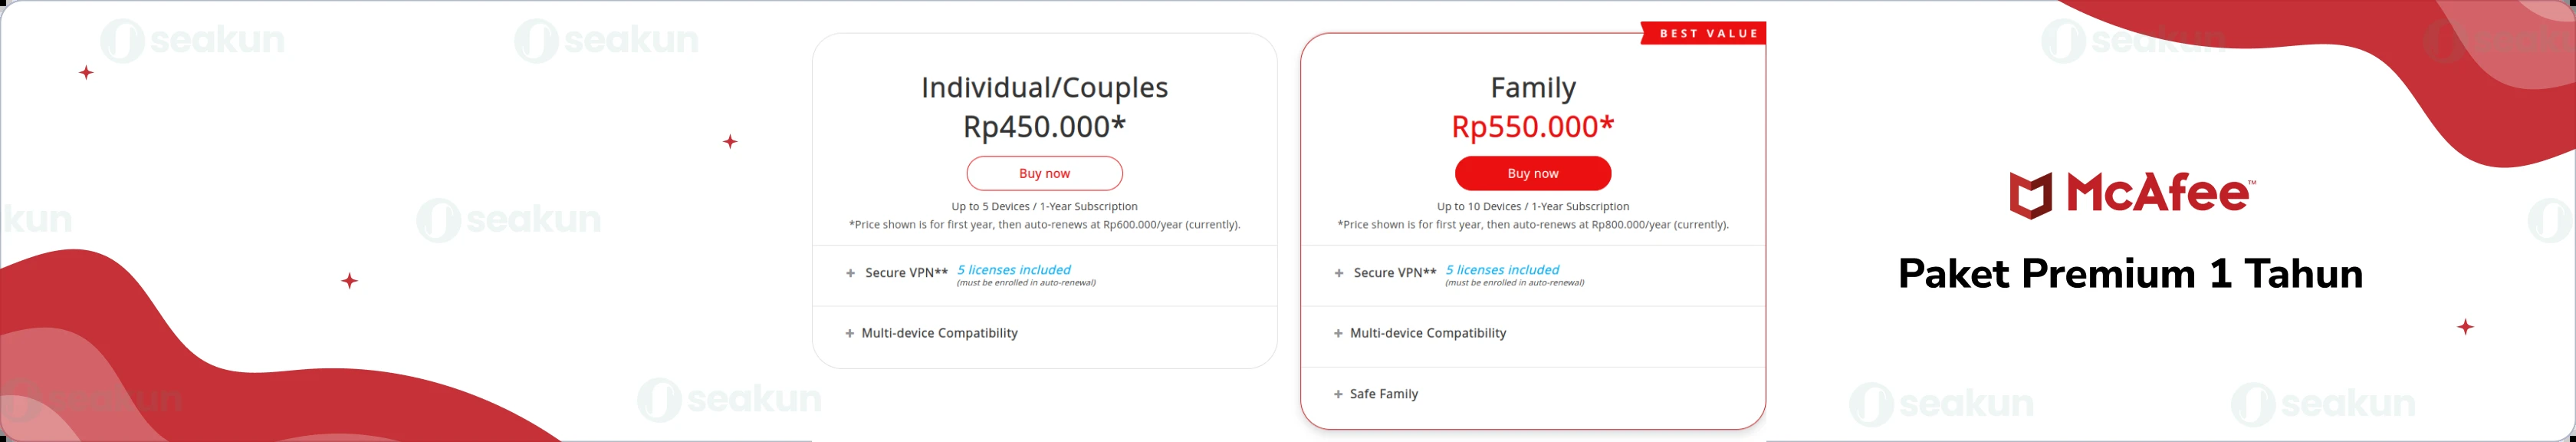 seakun
seakun
seakun
seakun
BEST VALUE
Individual/Couples
Rp450.000*
Buy now
Up to 5 Devices / 1-Year Subscription
*Price shown is for first year, then auto-renews at Rp600.000/year (currently).
+ Secure VPN** 5 licenses included
(must be enrolled in auto-renewal)
+ Multi-device Compatibility
Family
Rp550.000*
Buy now
Up to 10 Devices / 1-Year Subscription
*Price shown is for first year, then auto-renews at Rp800.000/year (currently).
+ Secure VPN** 5 licenses included
(must be enrolled in auto-renewal)
+ Multi-device Compatibility
+ Safe Family
McAfee™
Paket Premium 1 Tahun
kun
seakun
seakun
seakun
seakun
seakun